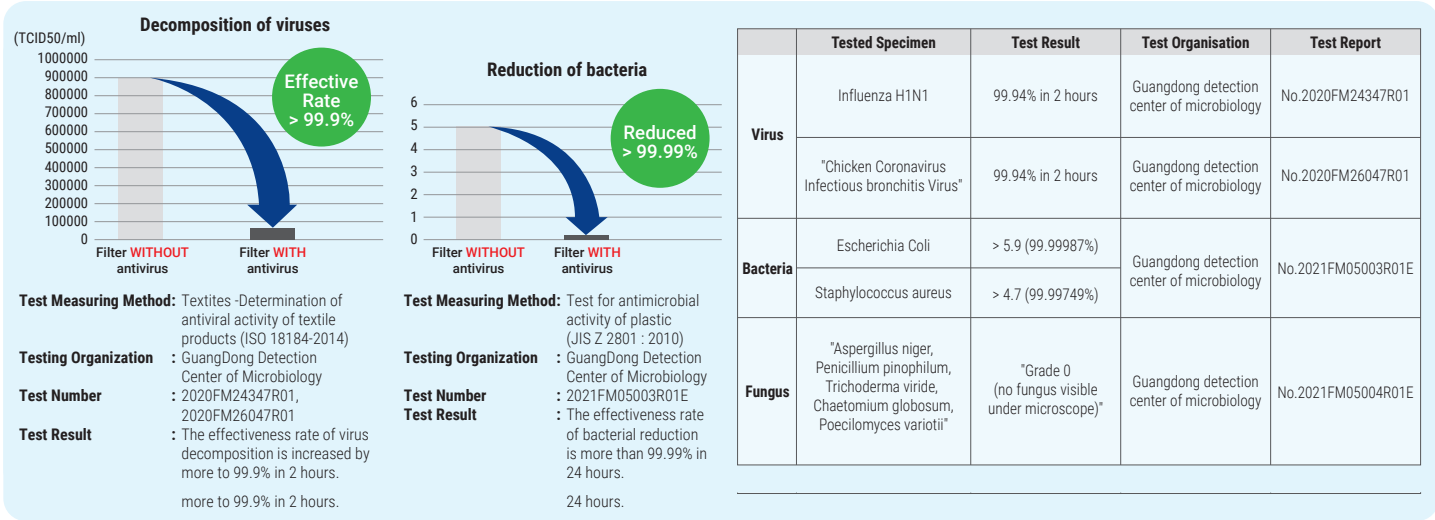 Decomposition of viruses
(TCID50/ml)
1000000
900000
800000
700000
600000
500000
400000
300000
200000
100000
0
Effective
Rate
> 99.9%
Filter WITHOUT
antivirus
Filter WITH
antivirus
Test Measuring Method: Textites -Determination of
antiviral activity of textile
products (ISO 18184-2014)
Testing Organization : GuangDong Detection
Center of Microbiology
Test Number : 2020FM24347R01,
2020FM26047R01
Test Result : The effectiveness rate of virus
decomposition is increased by
more to 99.9% in 2 hours.
more to 99.9% in 2 hours.
Reduction of bacteria
6
5
4
3
2
1
0
Reduced
> 99.99%
Filter WITHOUT
antivirus
Filter WITH
antivirus
Test Measuring Method: Test for antimicrobial
activity of plastic
(JIS Z 2801 : 2010)
Testing Organization : GuangDong Detection
Center of Microbiology
Test Number : 2021FM05003R01E
Test Result : The effectiveness rate
of bacterial reduction
is more than 99.99% in
24 hours.
24 hours.
Tested Specimen Test Result Test Organisation Test Report
Virus
Influenza H1N1 99.94% in 2 hours Guangdong detection
center of microbiology No.2020FM24347R01
"Chicken Coronavirus
Infectious bronchitis Virus" 99.94% in 2 hours Guangdong detection
center of microbiology No.2020FM26047R01
Bacteria
Escherichia Coli > 5.9 (99.99987%)
Staphylococcus aureus > 4.7 (99.99749%)
Guangdong detection
center of microbiology No.2021FM05003R01E
Fungus
"Aspergillus niger,
Penicillium pinophilum,
Trichoderma viride,
Chaetomium globosum,
Poecilomyces variotii"
"Grade 0
(no fungus visible
under microscope)"
Guangdong detection
center of microbiology No.2021FM05004R01E